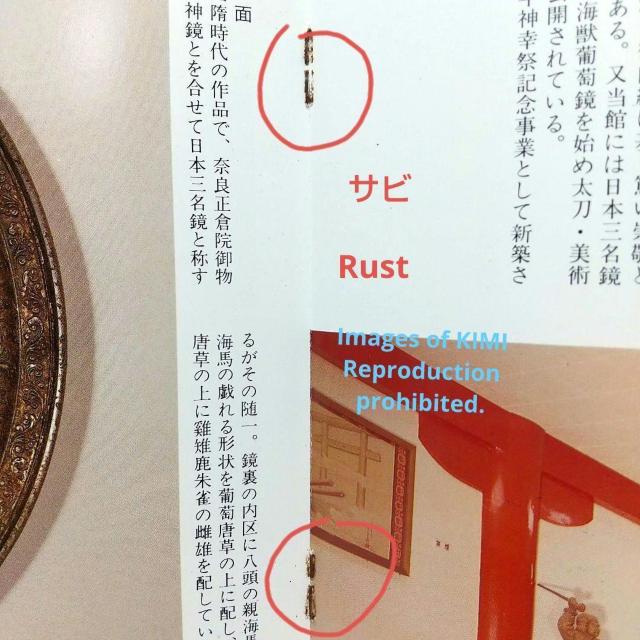 ある。又当館には日本三名鏡
海獣葡萄鏡を始め太刀・美術
公開されている。
年神幸祭記念事業として新築さ
面
隋時代の作品で、奈良正倉院御物
神鏡とを合せて日本三名鏡と称す
るがその随一。鏡裏の内区に八頭の親海馬
海馬の戯れる形状を葡萄唐草の上に配し、
唐草の上に雞雉鹿朱雀の雌雄を配してい
サビ
Rust
Images of KIMI
Reproduction
prohibited.